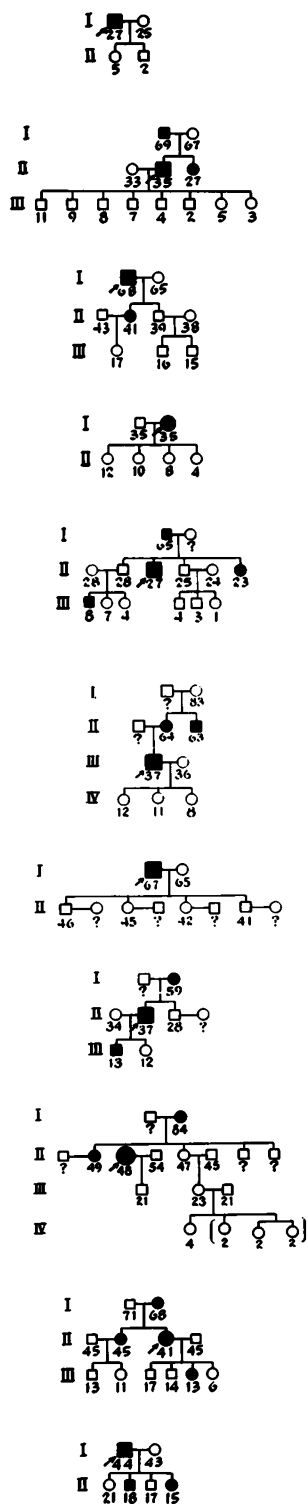 I 27 25
II 5 2
I 69 67
II 33 35 27
III 11 9 8 7 4 2 5 3
I 68 65
II 43 41 39 38
III 17 16 15
I 35 35
II 12 10 8 4
I 65 ?
II 28 28 27 25 24 23
III 8 7 4 4 3 1
I ? 83
II ? 64 63
III 37 36
IV 12 11 8
I 67 65
II 46 ? 45 ? 42 ? 41 ?
I ? 59
II 34 37 28 ?
III 13 12
I ? 84
II ? 49 48 54 47 45 ? ?
III 21 23 21
IV 4 ( 2 2 2 )
I 71 68
II 45 45 41 45
III 13 11 17 14 13 6
I 44 43
II 21 18 17 15